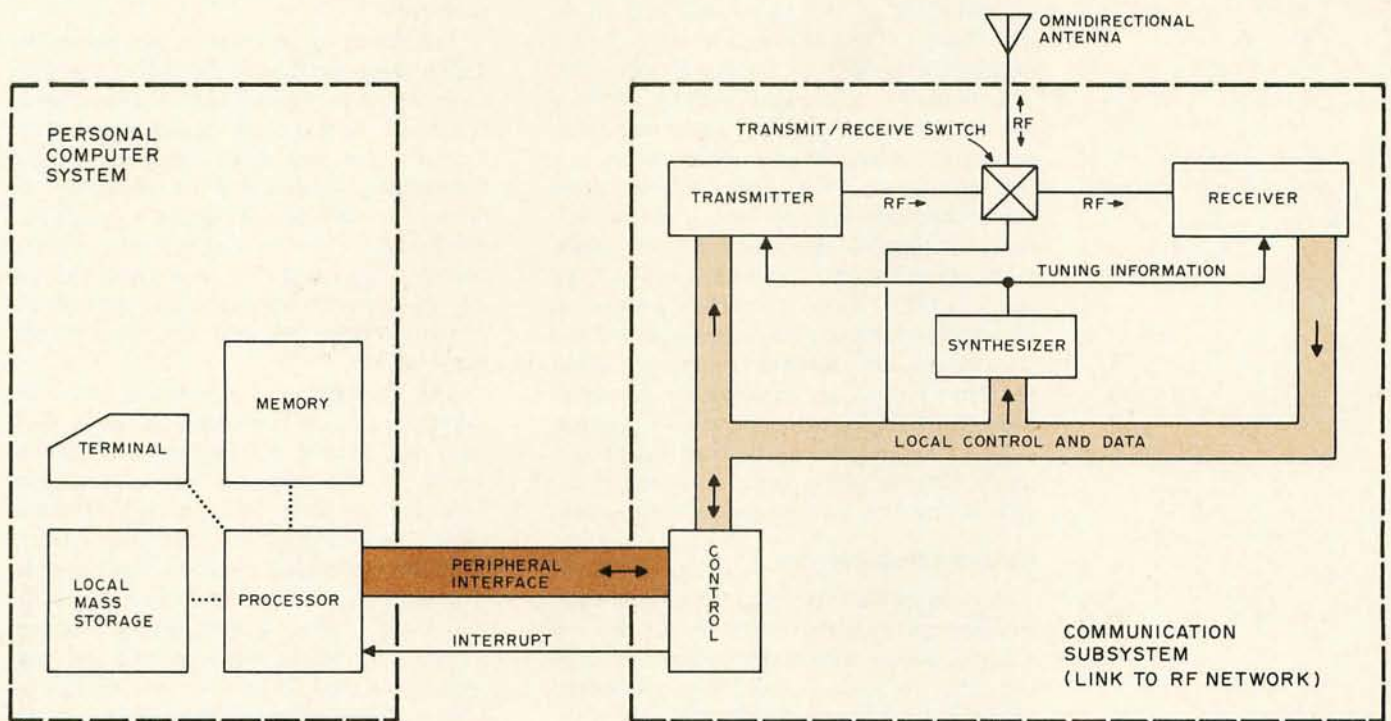 OMNIDIRECTIONAL
ANTENNA
PERSONAL
COMPUTER
SYSTEM
TRANSMIT/RECEIVE SWITCH
RF
TRANSMITTER
RF→
RF→
RECEIVER
TUNING INFORMATION
SYNTHESIZER
LOCAL CONTROL AND DATA
MEMORY
TERMINAL
LOCAL
MASS
STORAGE
PROCESSOR
PERIPHERAL
INTERFACE
INTERRUPT
CONTROL
COMMUNICATION
SUBSYSTEM
(LINK TO RF NETWORK)